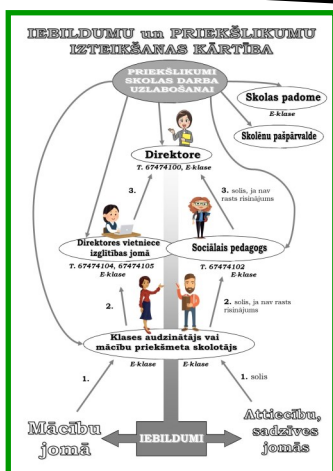 IEBILDUMU un PRIEKŠLIKUMU
IZTEIKŠANAS KĀRTĪBA
PRIEKŠLIKUMI
SKOLAS DARBA
UZLABOŠANAI
Skolas padome
E-klase
Skolēnu pašpārvalde
E-klase
Direktore
T. 67474100, E-klase
3.
3. solis, ja nav
rasts risinājums
Direktores vietniece
izglītības jomā
T. 67474104, 67474105
E-klase
Sociālais pedagogs
T. 67474102
E-klase
2.
2. solis, ja nav rasts
risinājums
Klases audzinātājs vai
mācību priekšmeta skolotājs
E-klase
E-klase
1.
1. solis
Mācību
jomā
IEBILDUMI
Attiecību,
sadzīves
jomās